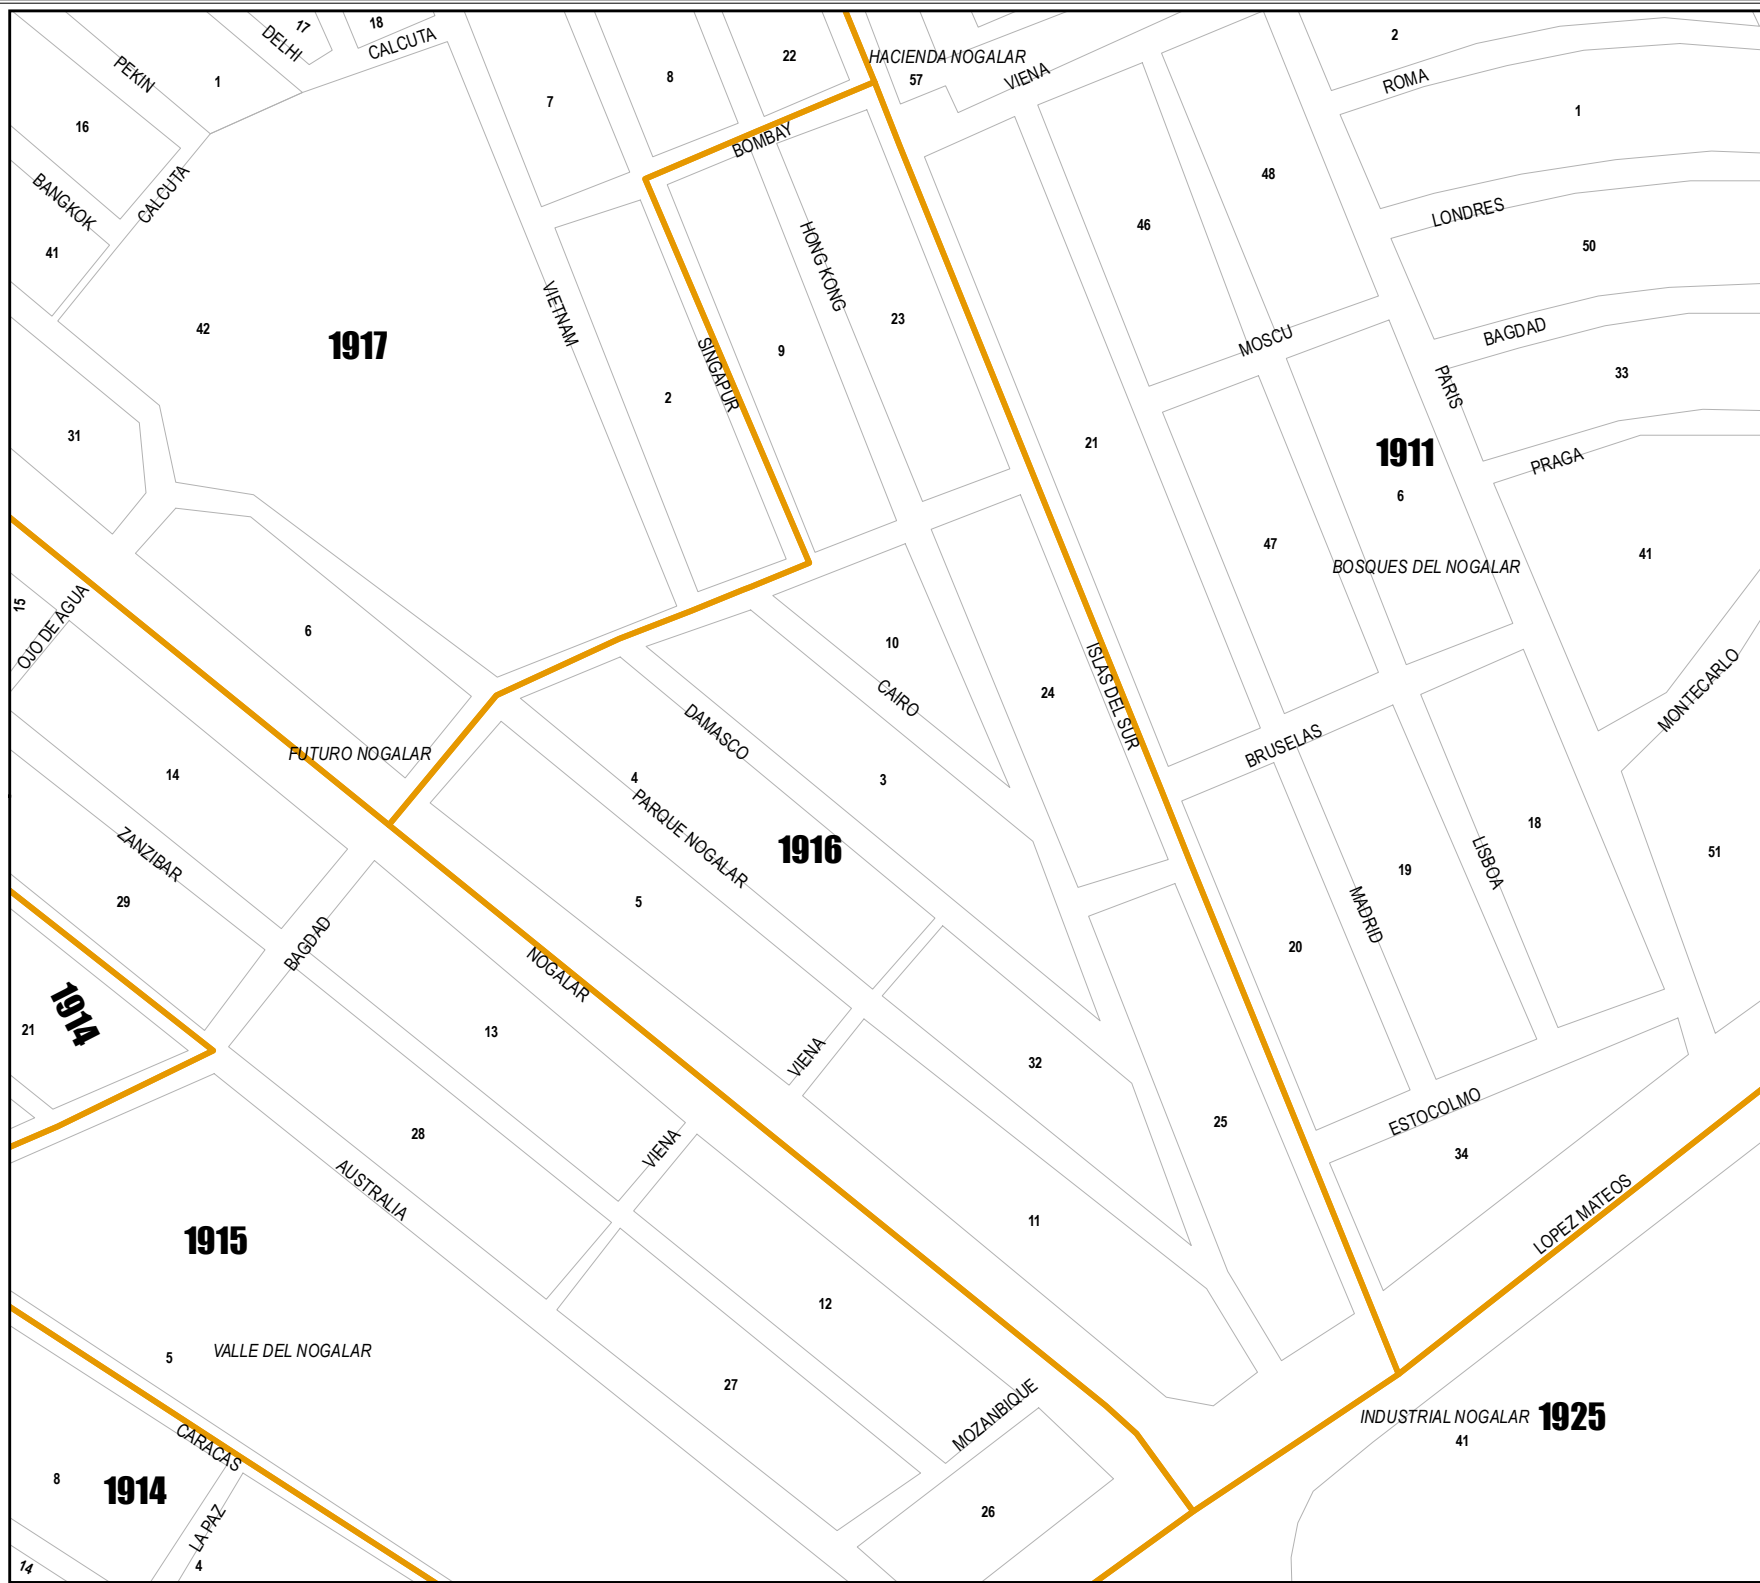 17
18
2
DELHI
CALCUTA
22
HACIENDA NOGALAR
PEKIN
1
8
57
VIENA
ROMA
7
1
16
BOMBAY
48
BANGKOK
CALCUTA
LONDRES
46
41
HONG KONG
50
VIETNAM
42
23
BAGDAD
1917
9
MOSCU
SINGAPUR
33
2
PARIS
31
21
1911
PRAGA
6
47
41
BOSQUES DEL NOGALAR
15
OJO DE AGUA
6
10
ISLAS DEL SUR
24
CAIRO
MONTECARLO
DAMASCO
FUTURO NOGALAR
BRUSELAS
14
4
3
PARQUE NOGALAR
1916
18
ZANZIBAR
51
LISBOA
19
29
5
MADRID
BAGDAD
20
NOGALAR
1914
21
13
VIENA
32
ESTOCOLMO
25
28
VIENA
34
AUSTRALIA
LOPEZ MATEOS
11
1915
12
VALLE DEL NOGALAR
5
27
MOZANBIQUE
INDUSTRIAL NOGALAR
1925
CARACAS
41
8
1914
LA PAZ
26
14
4